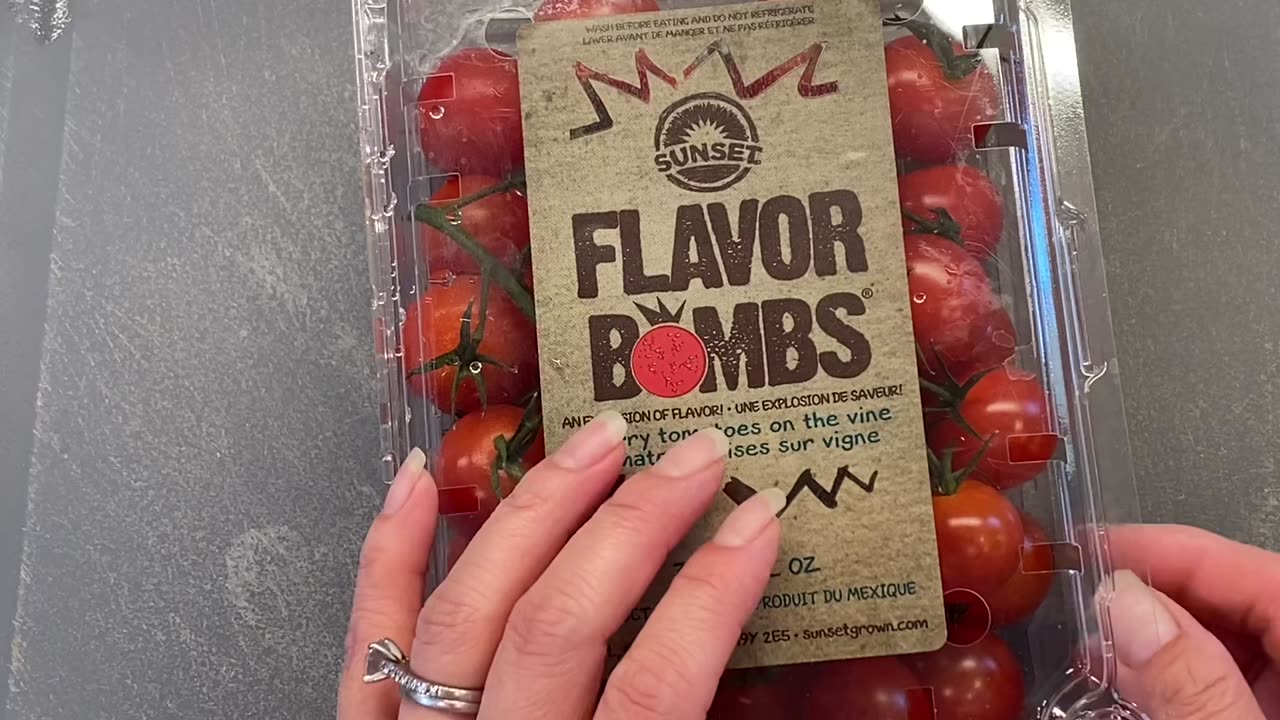 WASH BEFORE EATING AND DO NOT REFRIGERATE
LAVER AVANT DE MANGER ET NE PAS RÉFRIGÉRER
SUNSET
FLAVOR
BOMBS®
AN OF FLAVOR! • UNE EXPLOSION DE SAVEUR!
on the vine
sur vigne
OZ
PRODUIT DU MEXIQUE
2E5 • sunsetgrown.com